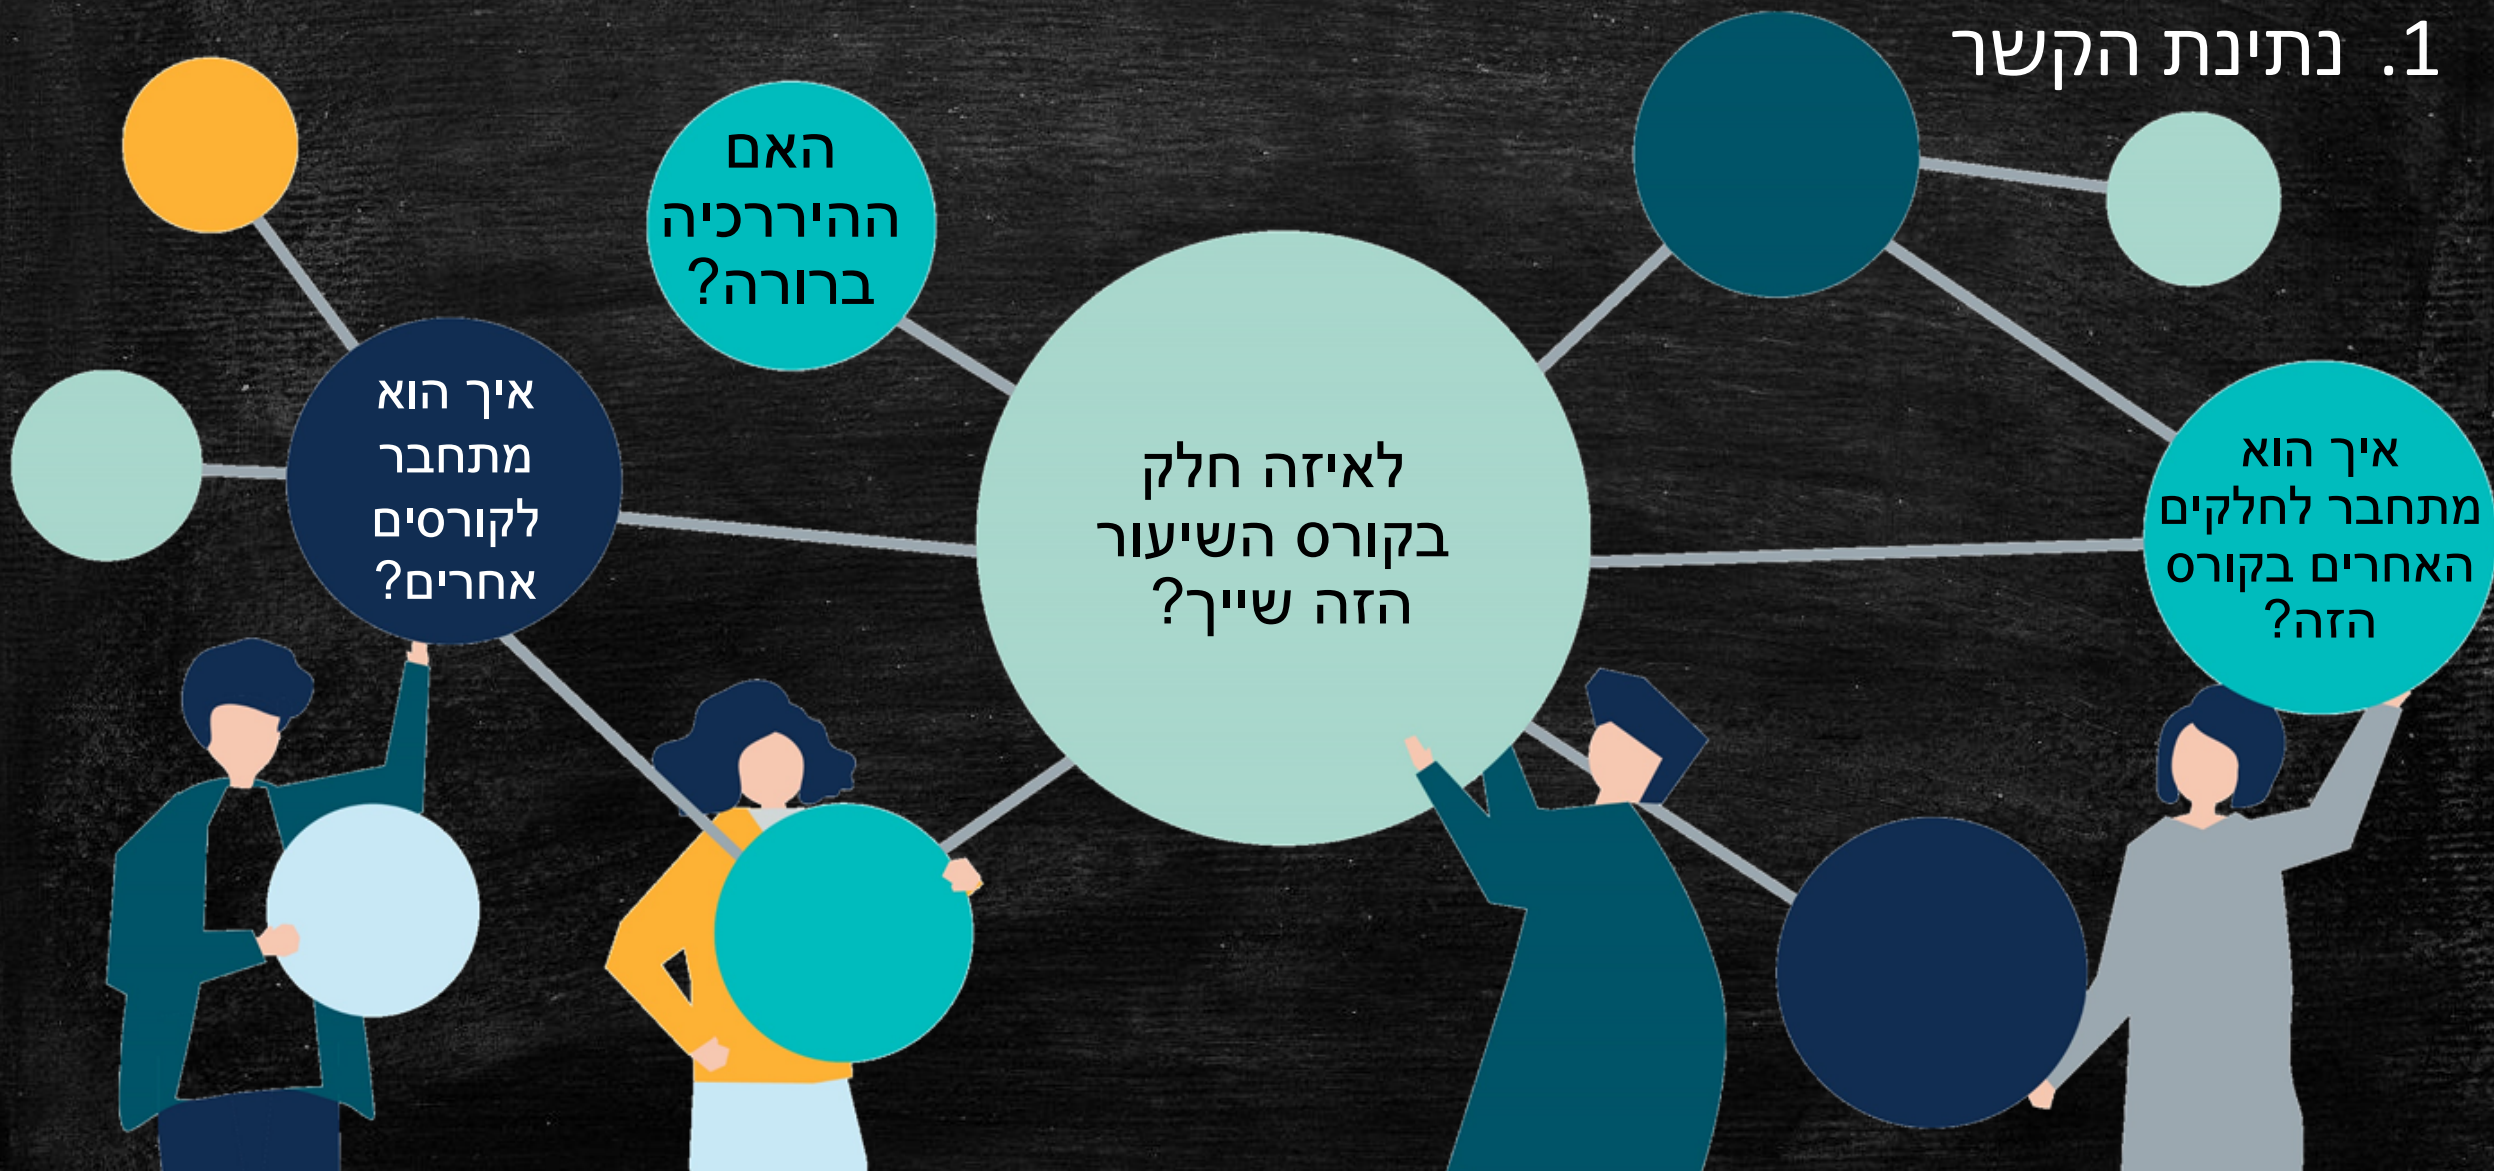 1. נתינת הקשר
האם
ההיררכיה
ברורה?
לאיזה חלק
בקורס השיעור
הזה שייך?
איך הוא
מתחבר לחלקים
האחרים בקורס
הזה?
איך הוא
מתחבר
לקורסים
אחרים?